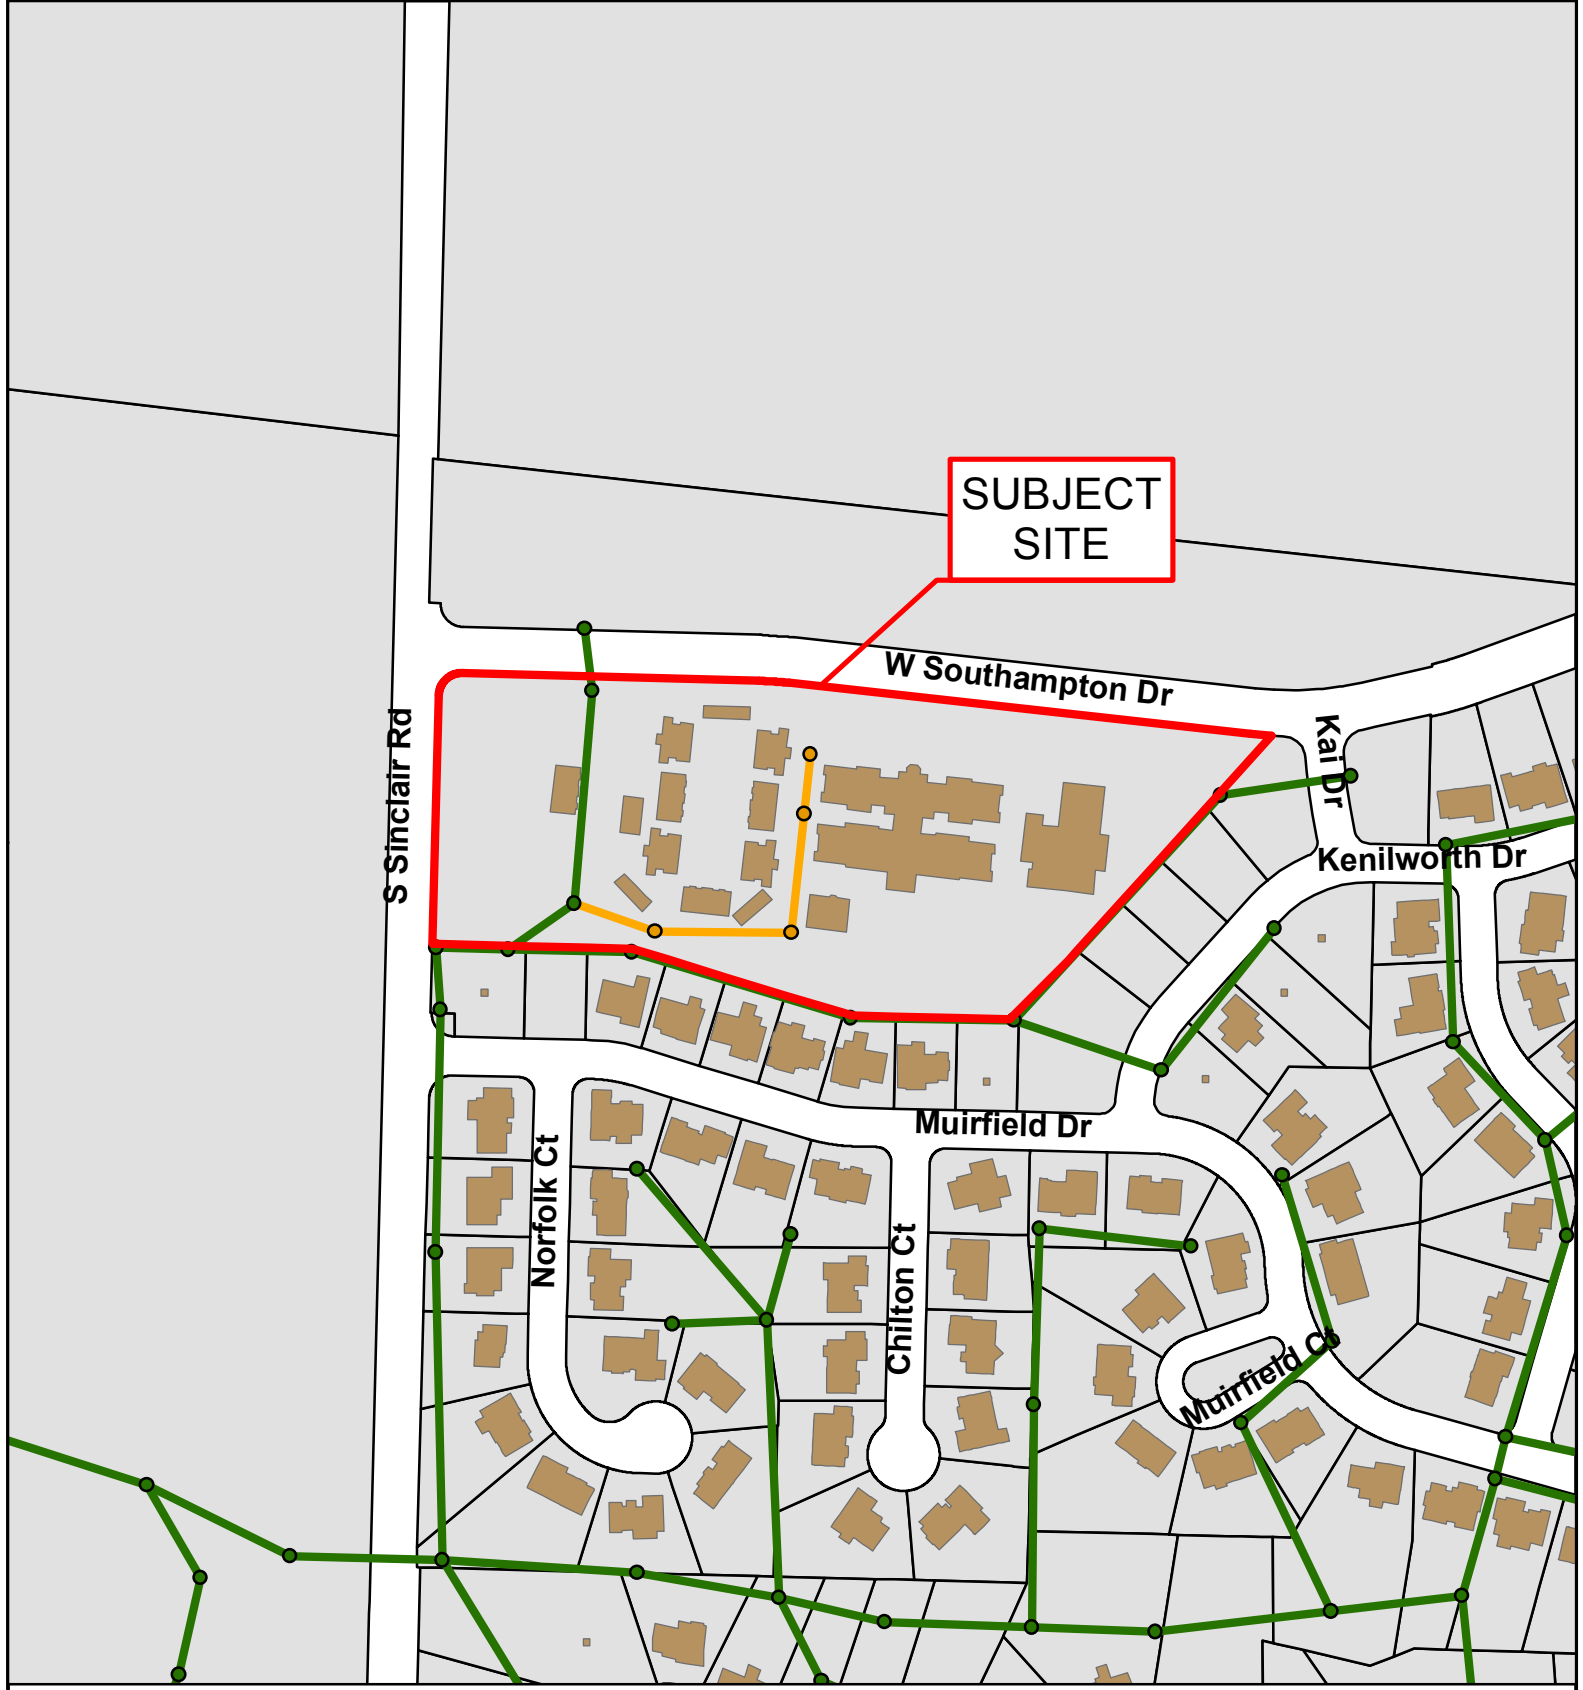 SUBJECT
SITE
W Southampton Dr
Kai Dr
S Sinclair Rd
Kenilworth Dr
Muirfield Dr
Norfolk Ct
Chilton Ct
Muirfield Ct